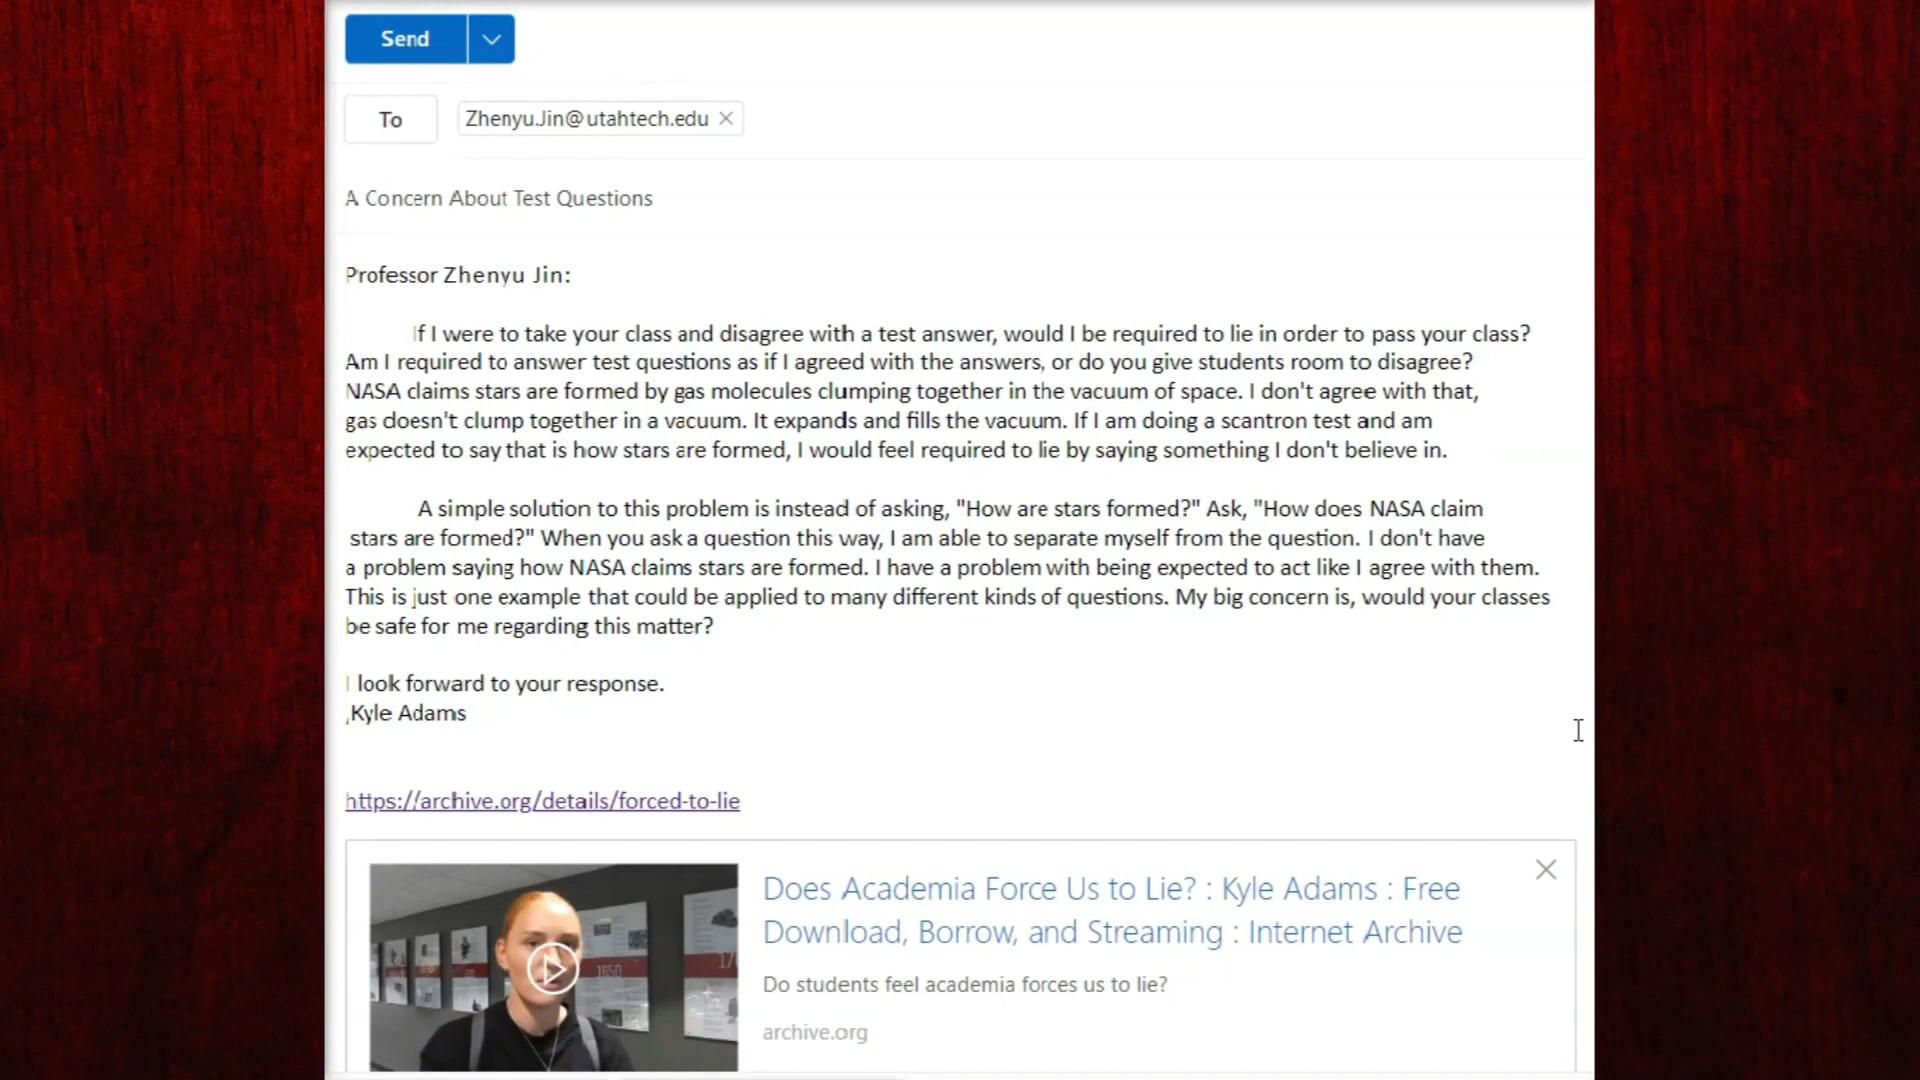 Send
To
Zhenyu.Jin@utahtech.edu
A Concern About Test Questions
Professor Zhenyu Jin:
If I were to take your class and disagree with a test answer, would I be required to lie in order to pass your class?
Am I required to answer test questions as if I agreed with the answers, or do you give students room to disagree?
NASA claims stars are formed by gas molecules clumping together in the vacuum of space. I don't agree with that,
gas doesn't clump together in a vacuum. It expands and fills the vacuum. If I am doing a scantron test and am
expected to say that is how stars are formed, I would feel required to lie by saying something I don't believe in.
A simple solution to this problem is instead of asking, "How are stars formed?" Ask, "How does NASA claim
stars are formed?" When you ask a question this way, I am able to separate myself from the question. I don't have
a problem saying how NASA claims stars are formed. I have a problem with being expected to act like I agree with them.
This is just one example that could be applied to many different kinds of questions. My big concern is, would your classes
be safe for me regarding this matter?
I look forward to your response.
,Kyle Adams
https://archive.org/details/forced-to-lie
Does Academia Force Us to Lie? : Kyle Adams : Free
Download, Borrow, and Streaming : Internet Archive
Do students feel academia forces us to lie?
archive.org
1650